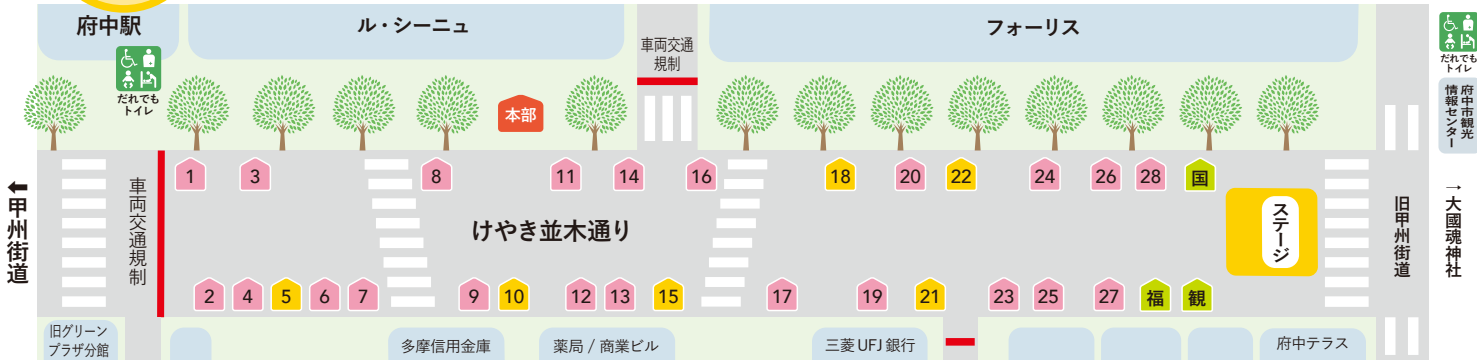 府中駅
ル・シーニュ
フォーリス
車両交通
規制
だれでも
トイレ
本部
だれでも
トイレ
府中市観光
情報センター
1
3
8
11
14
16
18
20
22
24
26
28
国
←甲州街道
車両交通規制
けやき並木通り
ステージ
旧甲州街道
→大國魂神社
2
4
5
6
7
9
10
12
13
15
17
19
21
23
25
27
福
観
旧グリーン
プラザ分館
多摩信用金庫
薬局 / 商業ビル
三菱UFJ銀行
府中テラス